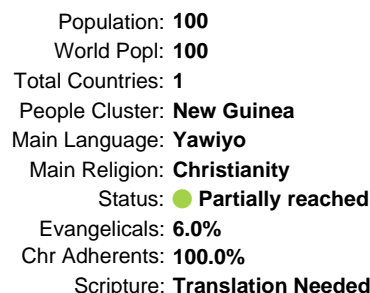 Population: 100
World Popl: 100
Total Countries: 1
People Cluster: New Guinea
Main Language: Yawiyo
Main Religion: Christianity
Status: Partially reached
Evangelicals: 6.0%
Chr Adherents: 100.0%
Scripture: Translation Needed